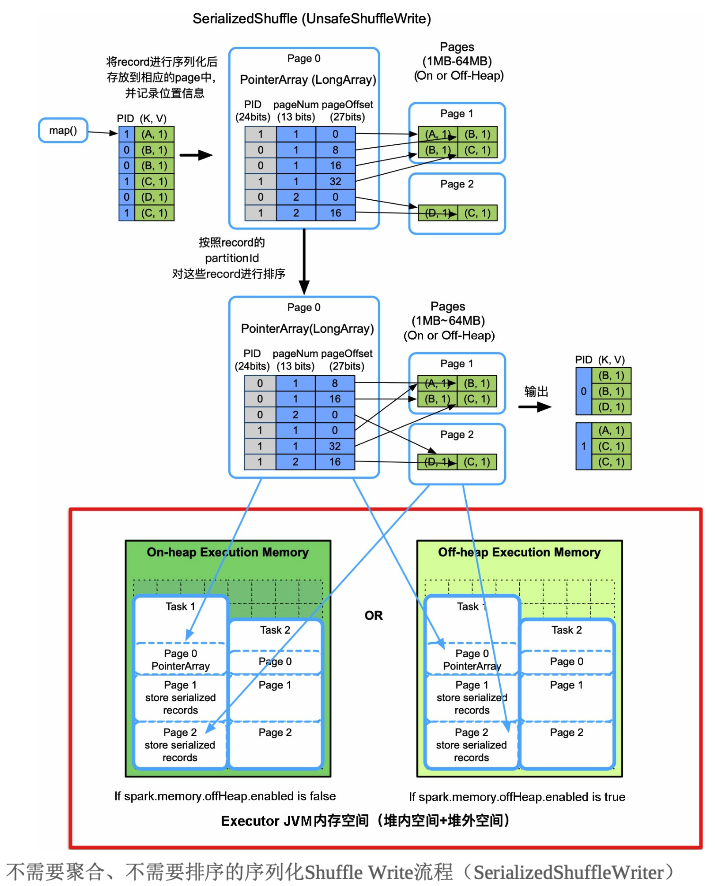 SerializedShuffle (UnsafeShuffleWrite)
将record进行序列化后
存放到相应的page中，
并记录位置信息
map()
PID (K, V)
1 (A, 1)
0 (B, 1)
0 (B, 1)
1 (C, 1)
0 (D, 1)
1 (C, 1)
Page 0
PointerArray (LongArray)
PID pageNum pageOffset
(24bits) (13 bits) (27bits)
1 1 0
0 1 8
0 1 16
1 1 32
0 2 0
1 2 16
Pages
(1MB-64MB)
(On or Off-Heap)
Page 1
(A, 1) (B, 1)
(B, 1) (C, 1)
Page 2
(D, 1) (C, 1)
按照record的
partitionId
对这些record进行排序
Page 0
PointerArray(LongArray)
PID pageNum pageOffset
(24bits) (13 bits) (27bits)
0 1 8
0 1 16
0 2 0
1 1 0
1 1 32
1 2 16
Pages
(1MB~64MB)
(On or Off-Heap)
Page 1
(A, 1) (B, 1)
(B, 1) (C, 1)
Page 2
(D, 1) (C, 1)
输出
PID (K, V)
0
(B, 1)
(B, 1)
(D, 1)
1
(A, 1)
(C, 1)
(C, 1)
On-heap Execution Memory
Task 1
Page 0
PointerArray
Page 1
store serialized
records
Page 2
store serialized
records
Task 2
Page 0
Page 1
Page 2
If spark.memory.offHeap.enabled is false
OR
Off-heap Execution Memory
Task 1
Page 0
PointerArray
Page 1
store serialized
records
Page 2
store serialized
records
Task 2
Page 0
Page 1
Page 2
If spark.memory.offHeap.enabled is true
Executor JVM内存空间（堆内空间+堆外空间）
不需要聚合、不需要排序的序列化Shuffle Write流程（SerializedShuffleWriter）